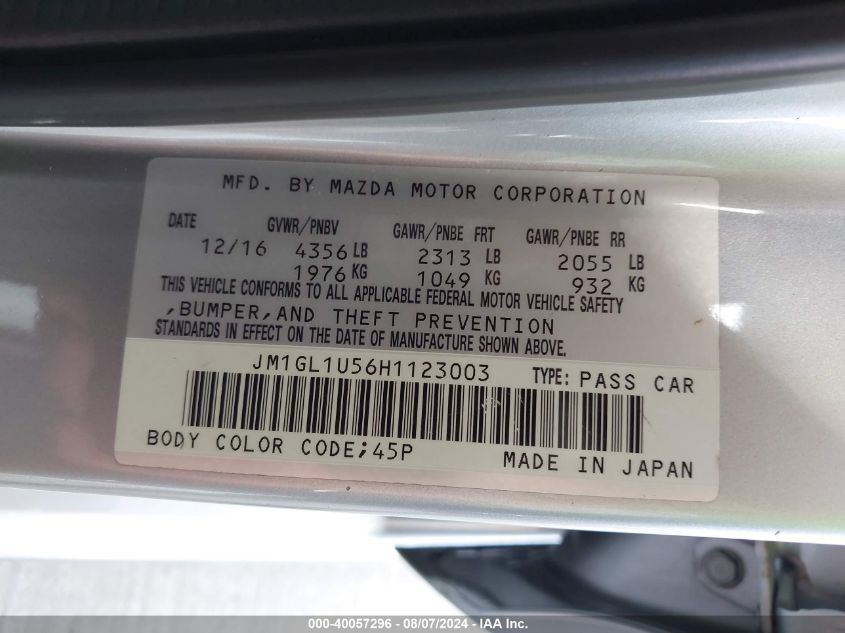 MFD. BY MAZDA MOTOR CORPORATION
DATE GVWR/PNBV GAWR/PNBE FRT GAWR/PNBE RR
12/16 4356 LB 2313 LB 2055 LB
1976 KG 1049 KG 932 KG
THIS VEHICLE CONFORMS TO ALL APPLICABLE FEDERAL MOTOR VEHICLE SAFETY
,BUMPER,AND THEFT PREVENTION
STANDARDS IN EFFECT ON THE DATE OF MANUFACTURE SHOWN ABOVE.
JM1GL1U56H1123003 TYPE: PASS CAR
BODY COLOR CODE;45P MADE IN JAPAN
000-40057296 - 08/07/2024 - IAA Inc.